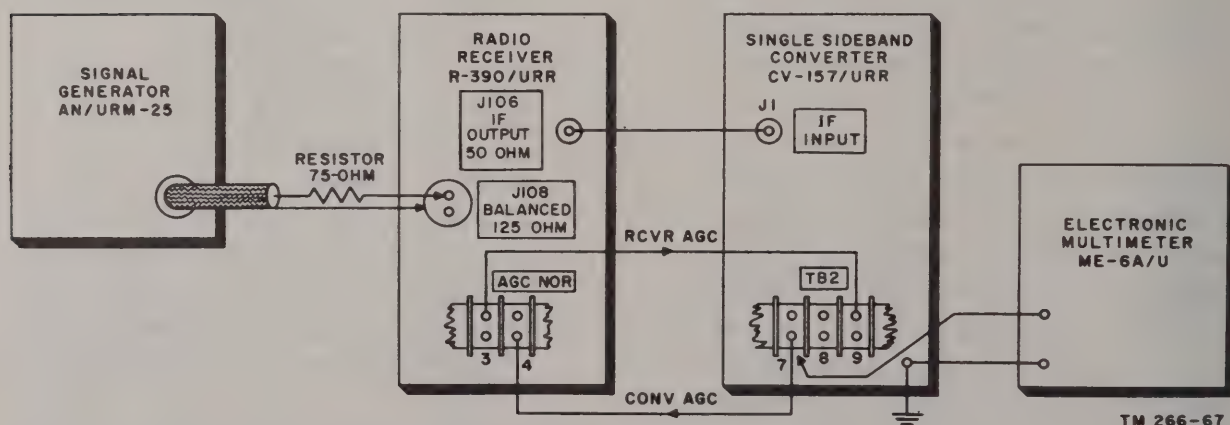 SIGNAL
GENERATOR
AN/URM-25
RESISTOR
75-OHM
RADIO
RECEIVER
R-390/URR
J106
IF
OUTPUT
50 OHM
J108
BALANCED
125 OHM
RCVR AGC
AGC NOR
3 4
CONV AGC
SINGLE SIDEBAND
CONVERTER
CV-157/URR
J1
IF
INPUT
TB2
7 8 9
ELECTRONIC
MULTIMETER
ME-6A/U
TM 266-67